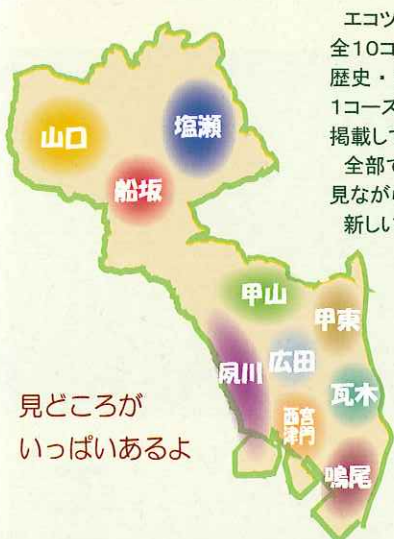 エコツ
全10コ
歴史・
1コース
掲載して
全部で
見ながら
新しい
山口
塩瀬
船坂
甲山
甲東
広田
夙川
瓦木
西宮
津門
鳴尾
見どころが
いっぱいあるよ